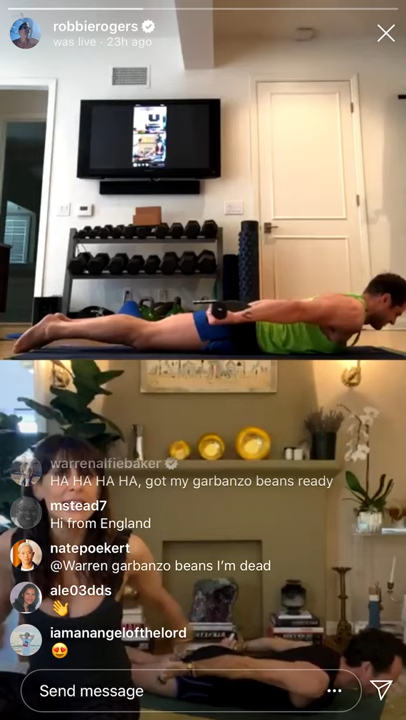 robbierogers
was live · 23h ago
warrenalfiebaker
HA HA HA HA, got my garbanzo beans ready
mstead7
Hi from England
natepoekert
@Warren garbanzo beans I'm dead
ale03dds
👋
iamanangelofthelord
😍
Send message